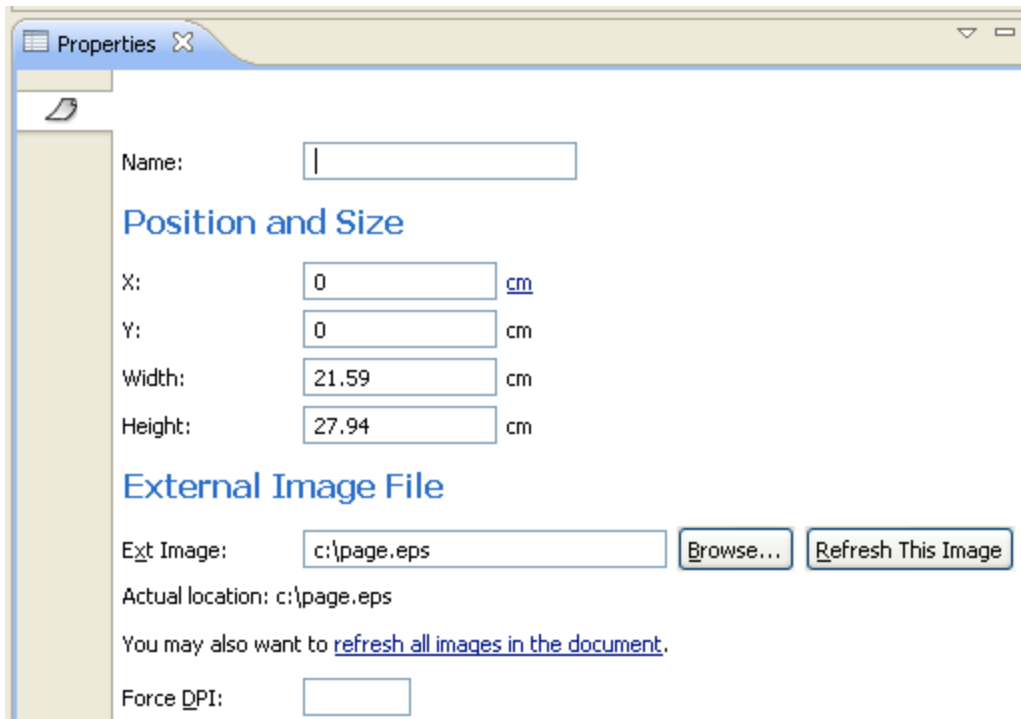 Properties
Name:
Position and Size
X: 0 cm
Y: 0 cm
Width: 21.59 cm
Height: 27.94 cm
External Image File
Ext Image: c:\page.eps Browse... Refresh This Image
Actual location: c:\page.eps
You may also want to refresh all images in the document.
Force DPI: